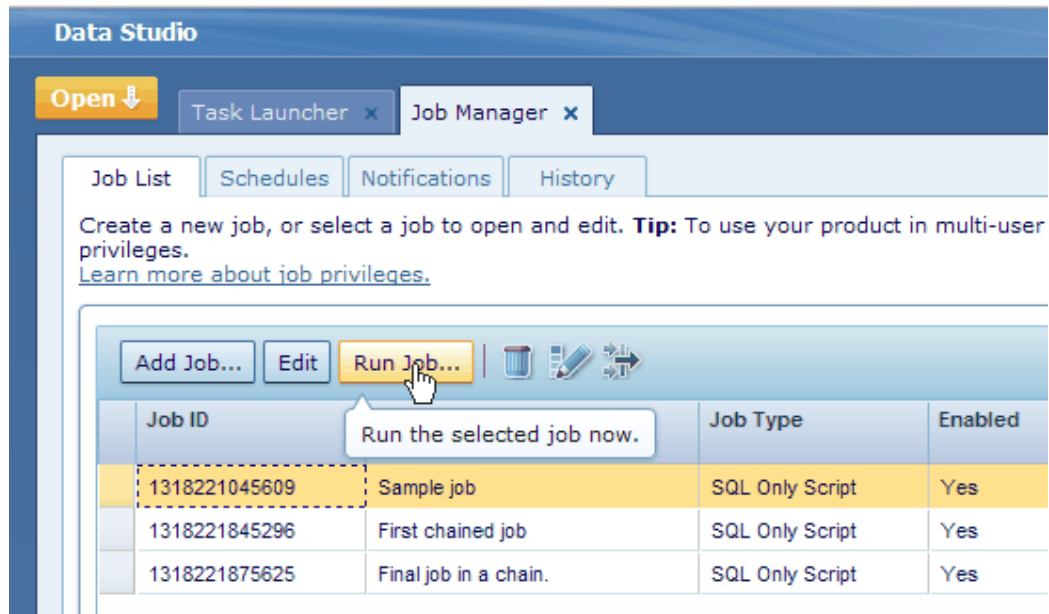 Data Studio
Open
Task Launcher x Job Manager x
Job List Schedules Notifications History
Create a new job, or select a job to open and edit. Tip: To use your product in multi-user
privileges.
Learn more about job privileges.
Add Job... Edit Run Job...
Run the selected job now.
Job ID Job Type Enabled
1318221045609 Sample job SQL Only Script Yes
1318221845296 First chained job SQL Only Script Yes
1318221875625 Final job in a chain. SQL Only Script Yes